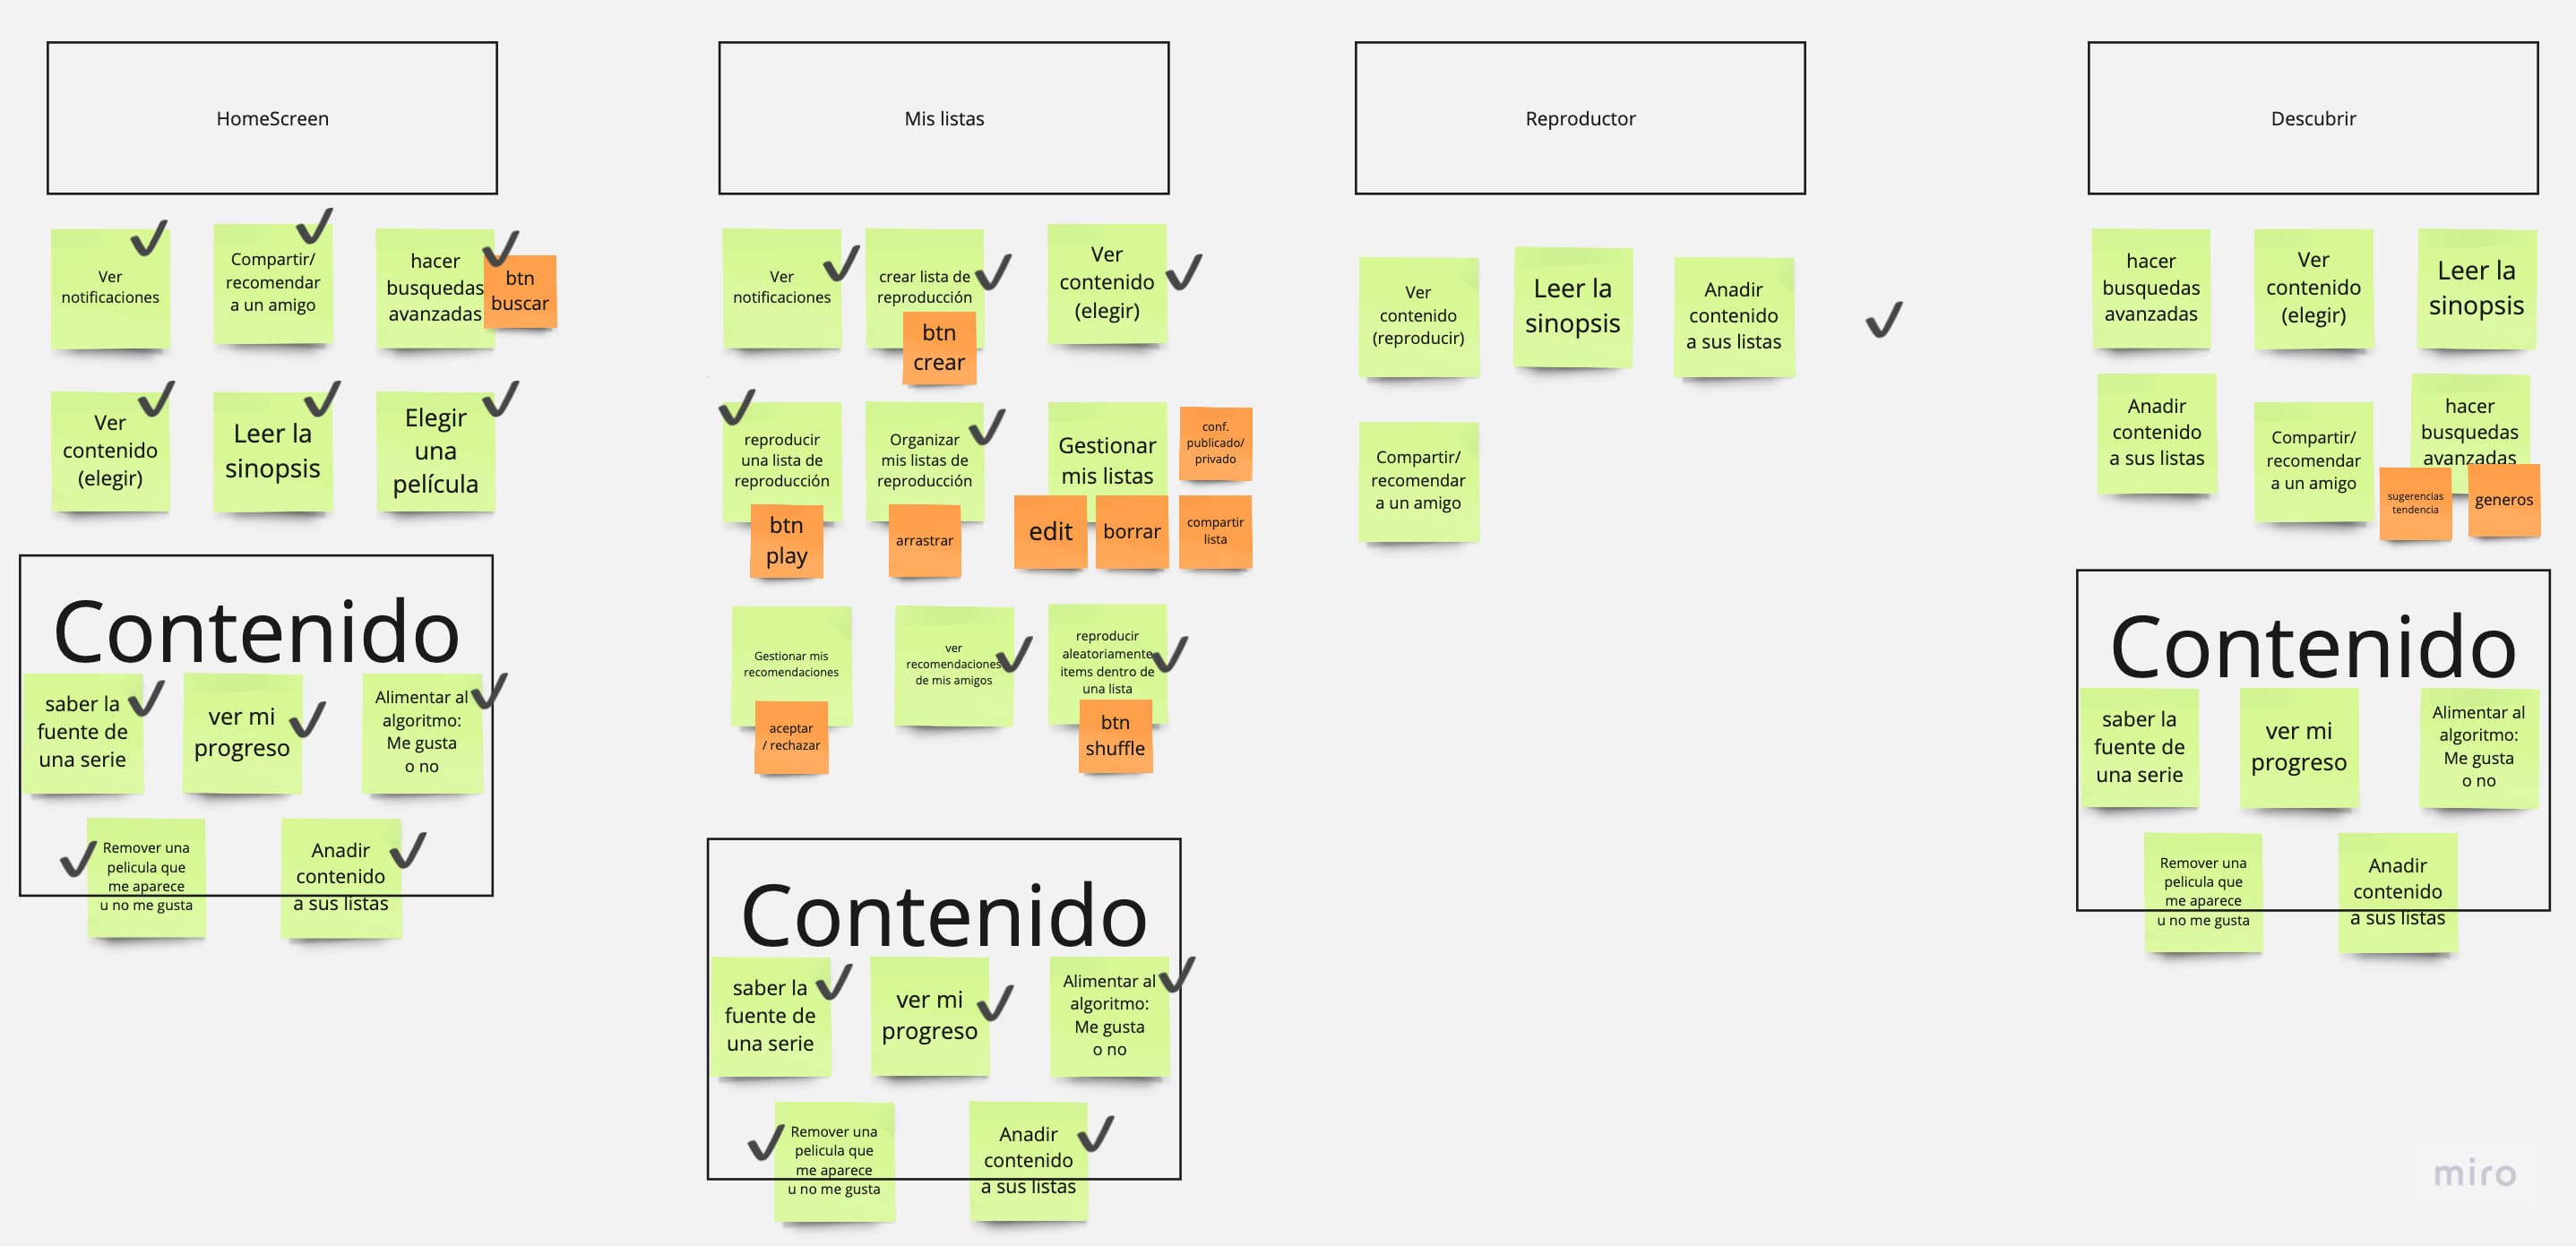 HomeScreen
Ver
notificaciones
Compartir/
recomendar
a un amigo
hacer
busquedas
avanzadas
btn
buscar
Ver
contenido
(elegir)
Leer la
sinopsis
Elegir
una
película
Contenido
saber la
fuente de
una serie
ver mi
progreso
Alimentar al
algoritmo:
Me gusta
o no
Remover una
pelicula que
me aparece
u no me gusta
Anadir
contenido
a sus listas
Mis listas
Ver
notificaciones
crear lista de
reproducción
btn
crear
Ver
contenido
(elegir)
reproducir
una lista de
reproducción
btn
play
Organizar
mis listas de
reproducción
arrastrar
Gestionar
mis listas
conf.
publicado/
privado
edit
borrar
compartir
lista
Gestionar mis
recomendaciones
aceptar
/ rechazar
ver
recomendaciones
de mis amigos
reproducir
aleatoriamente
items dentro de
una lista
btn
shuffle
Contenido
saber la
fuente de
una serie
ver mi
progreso
Alimentar al
algoritmo:
Me gusta
o no
Remover una
pelicula que
me aparece
u no me gusta
Anadir
contenido
a sus listas
Reproductor
Ver
contenido
(reproducir)
Leer la
sinopsis
Anadir
contenido
a sus listas
Compartir/
recomendar
a un amigo
Descubrir
hacer
busquedas
avanzadas
Ver
contenido
(elegir)
Leer la
sinopsis
Anadir
contenido
a sus listas
Compartir/
recomendar
a un amigo
hacer
busquedas
avanzadas
sugerencias
tendencia
generos
Contenido
saber la
fuente de
una serie
ver mi
progreso
Alimentar al
algoritmo:
Me gusta
o no
Remover una
pelicula que
me aparece
u no me gusta
Anadir
contenido
a sus listas
miro